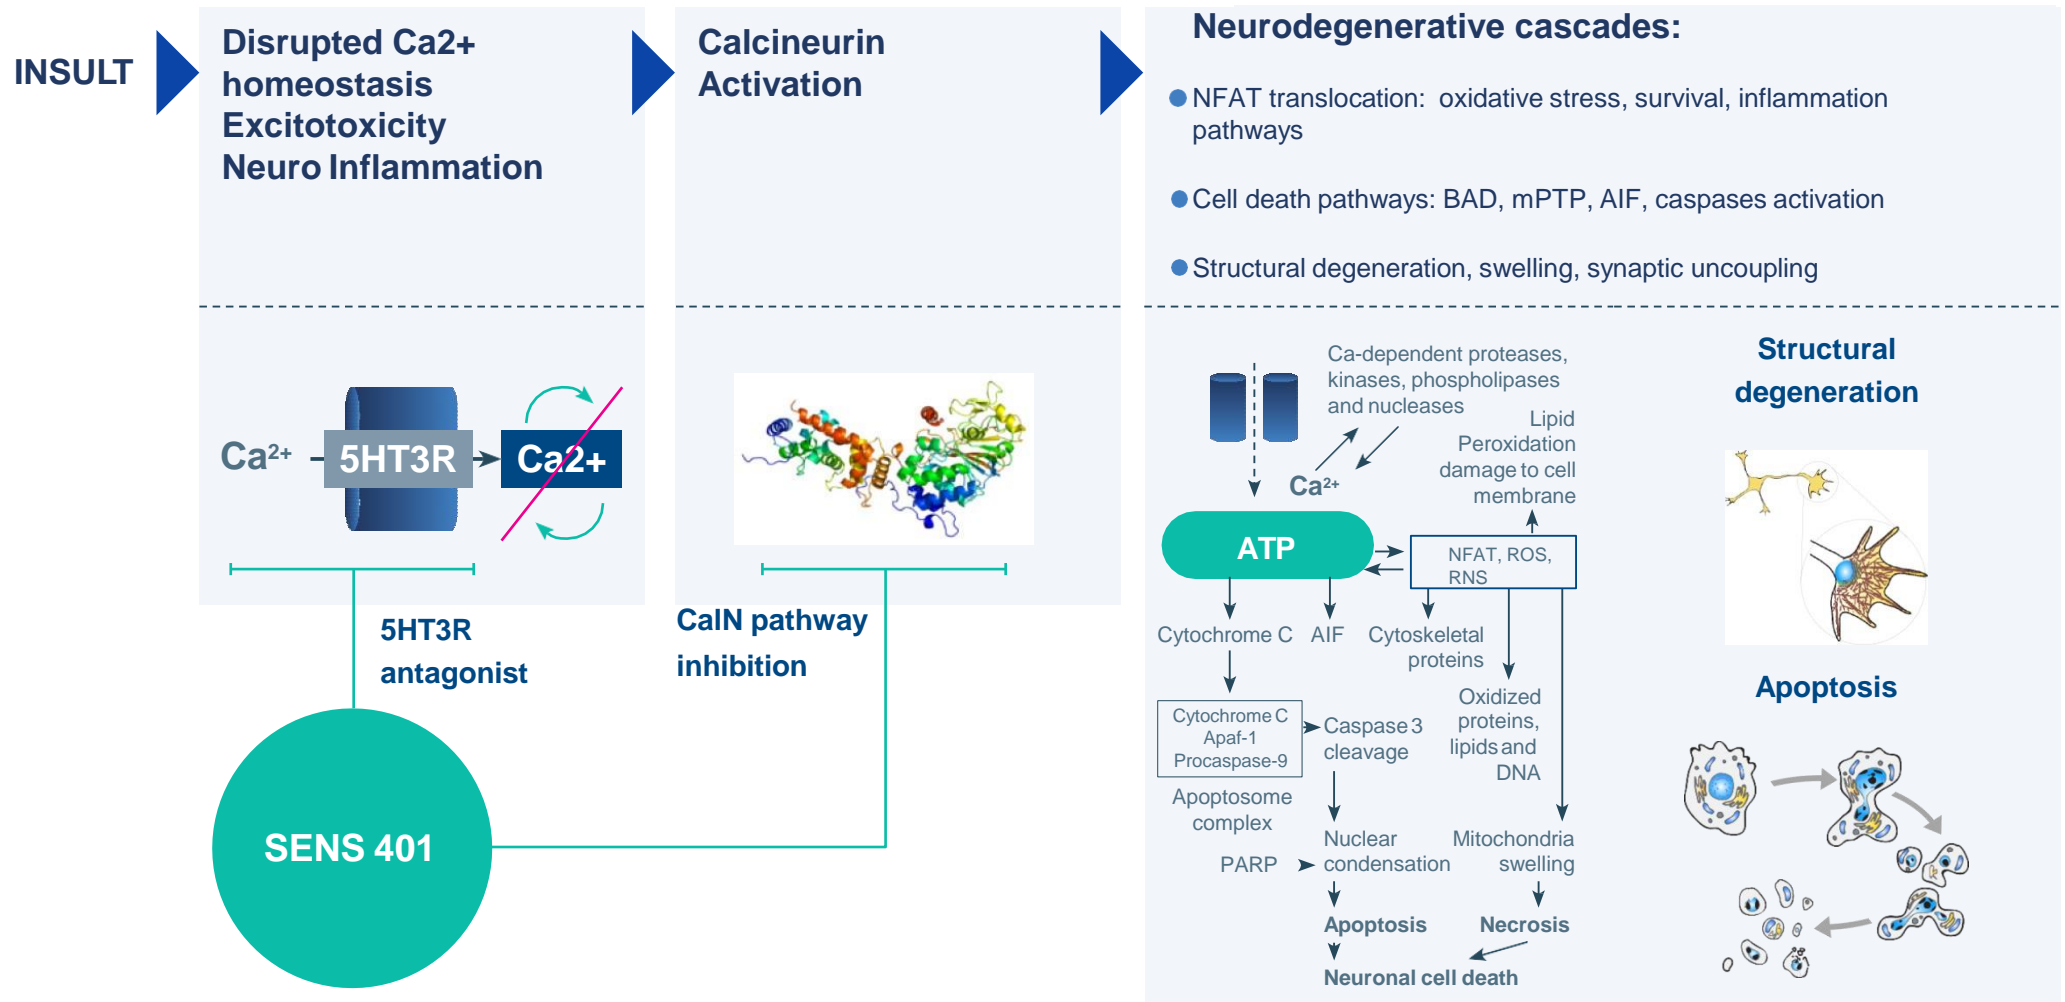 INSULT
Disrupted Ca2+
homeostasis
Excitotoxicity
Neuro Inflammation
Calcineurin
Activation
Neurodegenerative cascades:
NFAT translocation: oxidative stress, survival, inflammation
pathways
Cell death pathways: BAD, mPTP, AIF, caspases activation
Structural degeneration, swelling, synaptic uncoupling
Ca²⁺
5HT3R
Ca2+
5HT3R
antagonist
CalN pathway
inhibition
SENS 401
Ca-dependent proteases,
kinases, phospholipases
and nucleases
Lipid
Peroxidation
damage to cell
membrane
Ca²⁺
ATP
NFAT, ROS,
RNS
Cytochrome C
AIF
Cytoskeletal
proteins
Oxidized
proteins,
lipids and
DNA
Cytochrome C
Apaf-1
Procaspase-9
Caspase 3
cleavage
Apoptosome
complex
PARP
Nuclear
condensation
Mitochondria
swelling
Apoptosis
Necrosis
Neuronal cell death
Structural
degeneration
Apoptosis